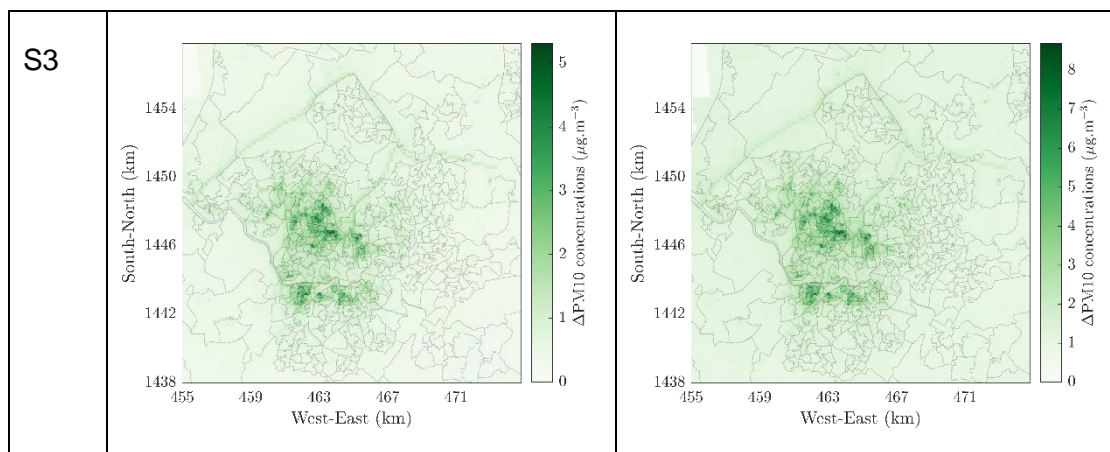 S3
5
4
3
2
1
0
ΔPM10 concentrations (μg.m⁻³)
1454
1450
1446
1442
1438
South-North (km)
455 459 463 467 471
West-East (km)
8
7
6
5
4
3
2
1
0
ΔPM10 concentrations (μg.m⁻³)
1454
1450
1446
1442
1438
South-North (km)
455 459 463 467 471
West-East (km)